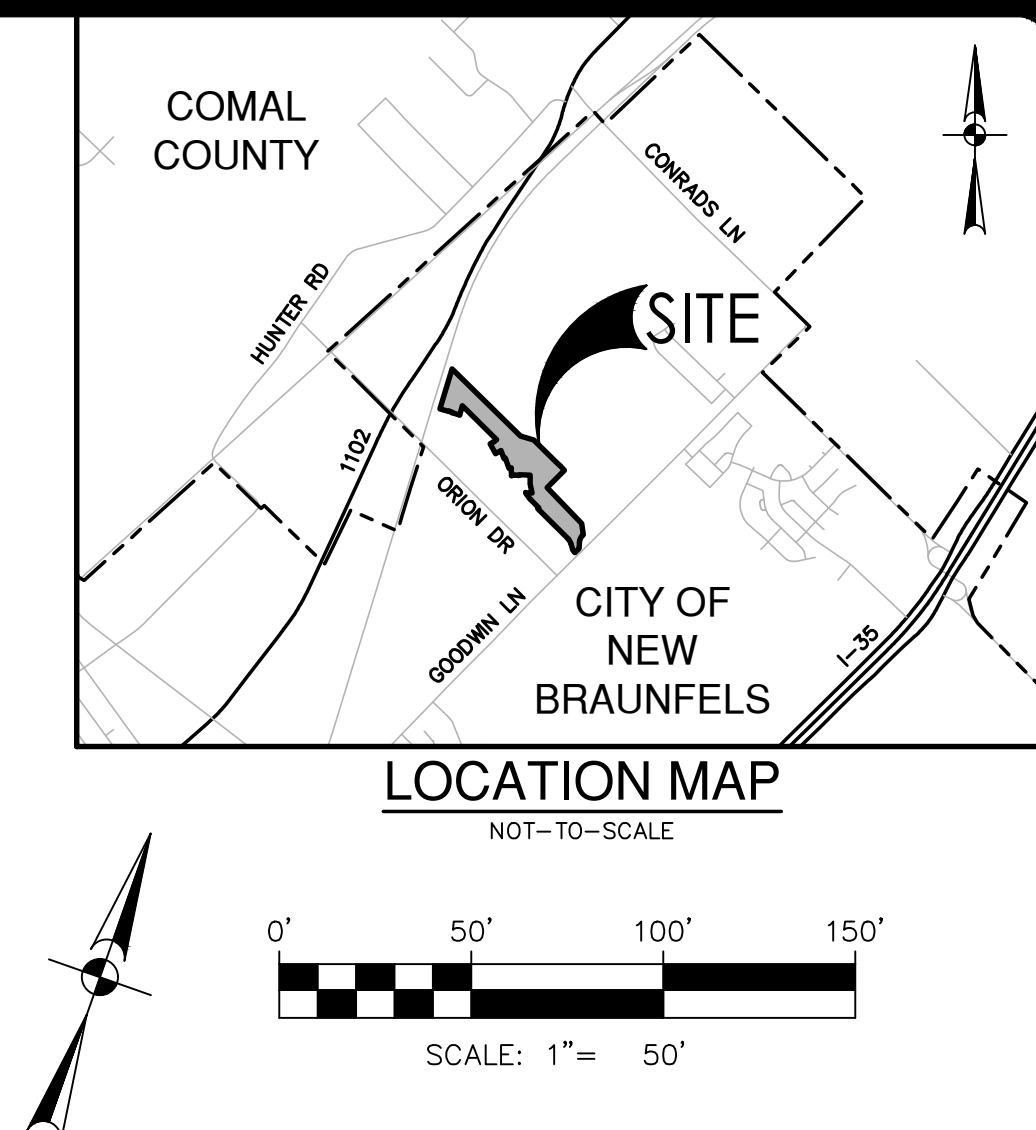 COMAL
COUNTY
CONRADS LN
HUNTER RD
SITE
1102
ORION DR
GOODWIN LN
CITY OF
NEW
BRAUNFELS
I-35
LOCATION MAP
NOT-TO-SCALE
0' 50' 100' 150'
SCALE: 1"= 50'